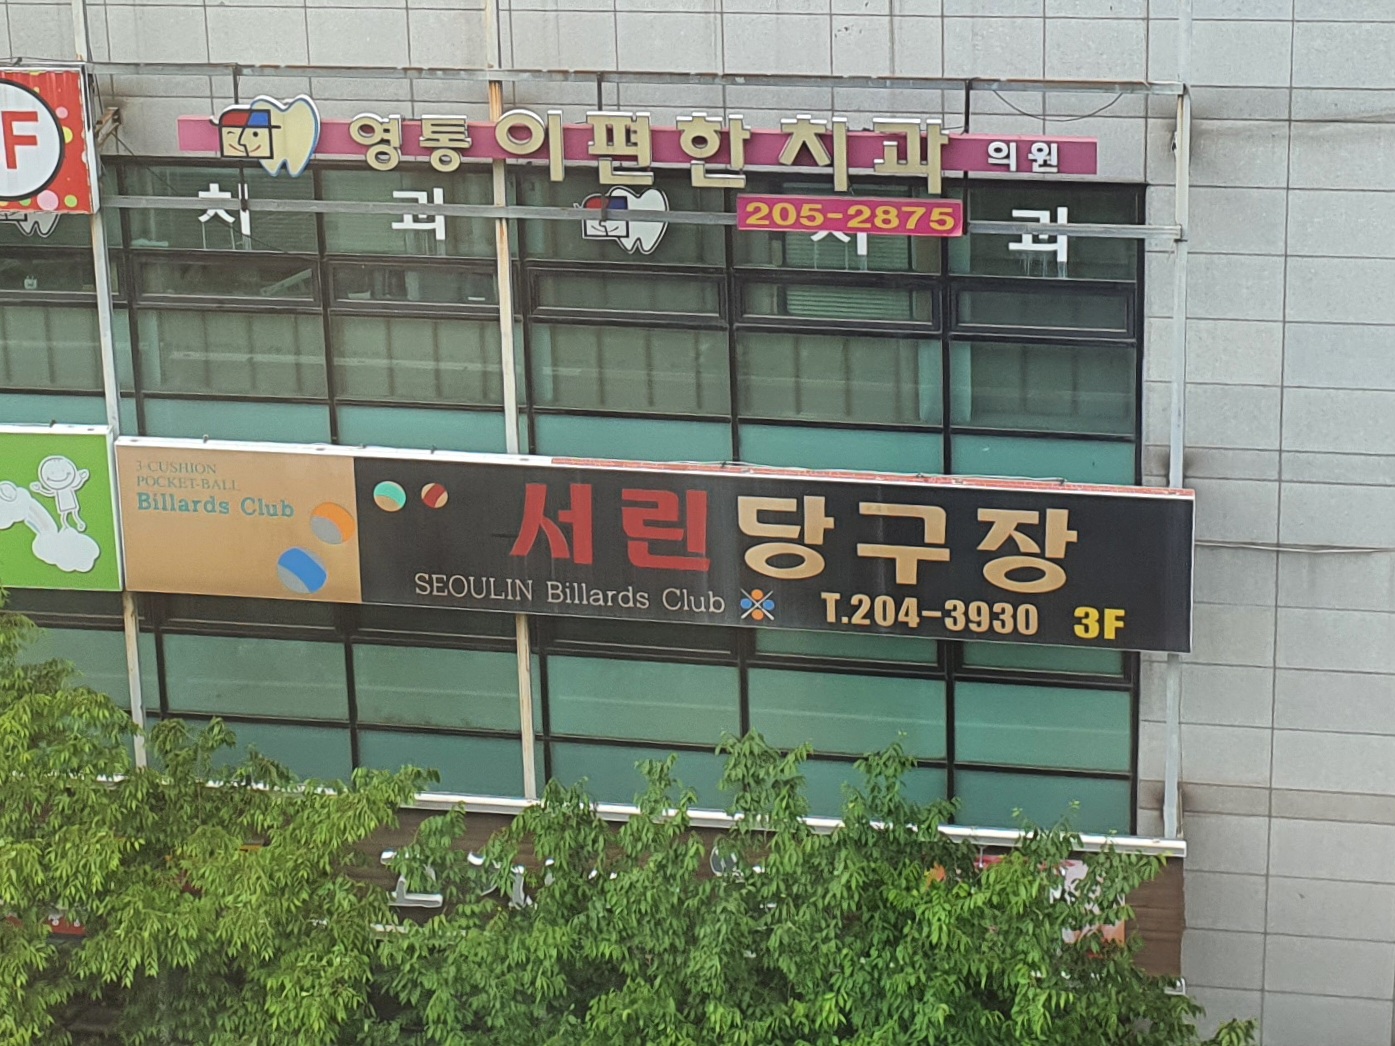 F
영통이편한치과 의원
치 과 치 과
205-2875
3-CUSHION
POCKET-BALL
Billards Club
서린당구장
SEOULIN Billards Club
T.204-3930 3F